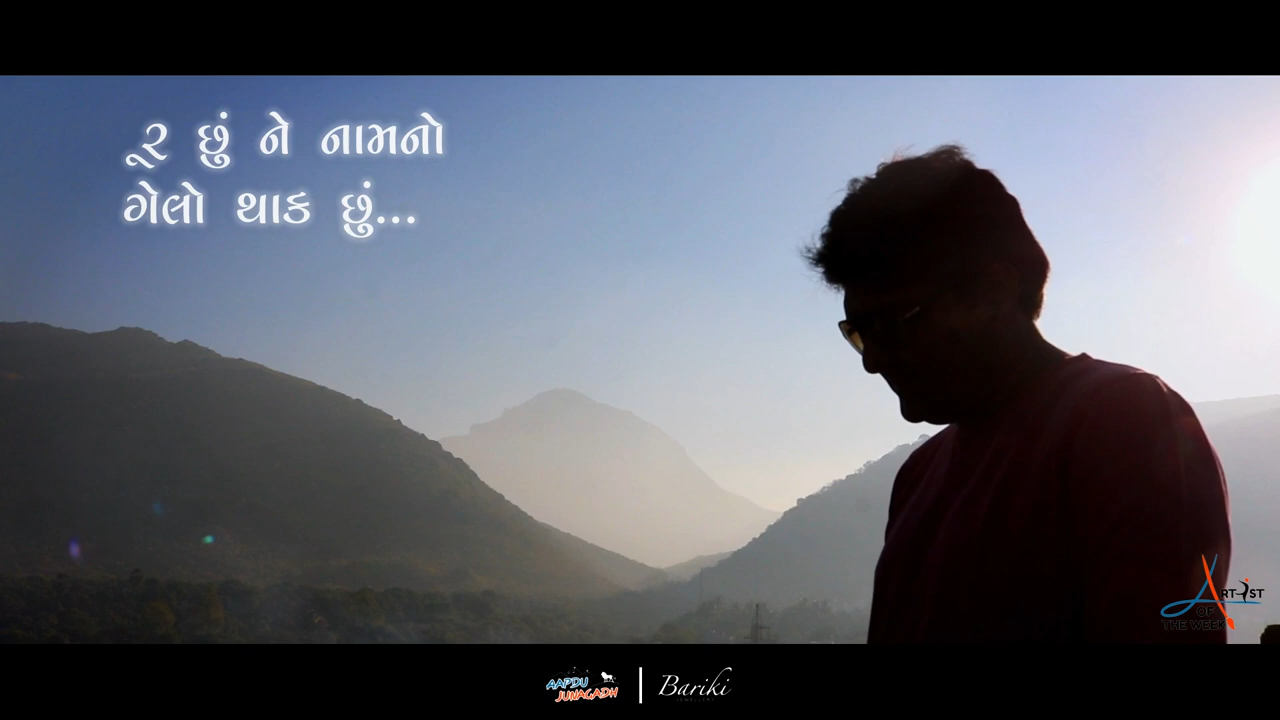 રૂર છું ને નામનો
ગેલો થાક છું...
ARTIST
OF
THE WEEK
AAPDU
JUNAGADH
Bariki